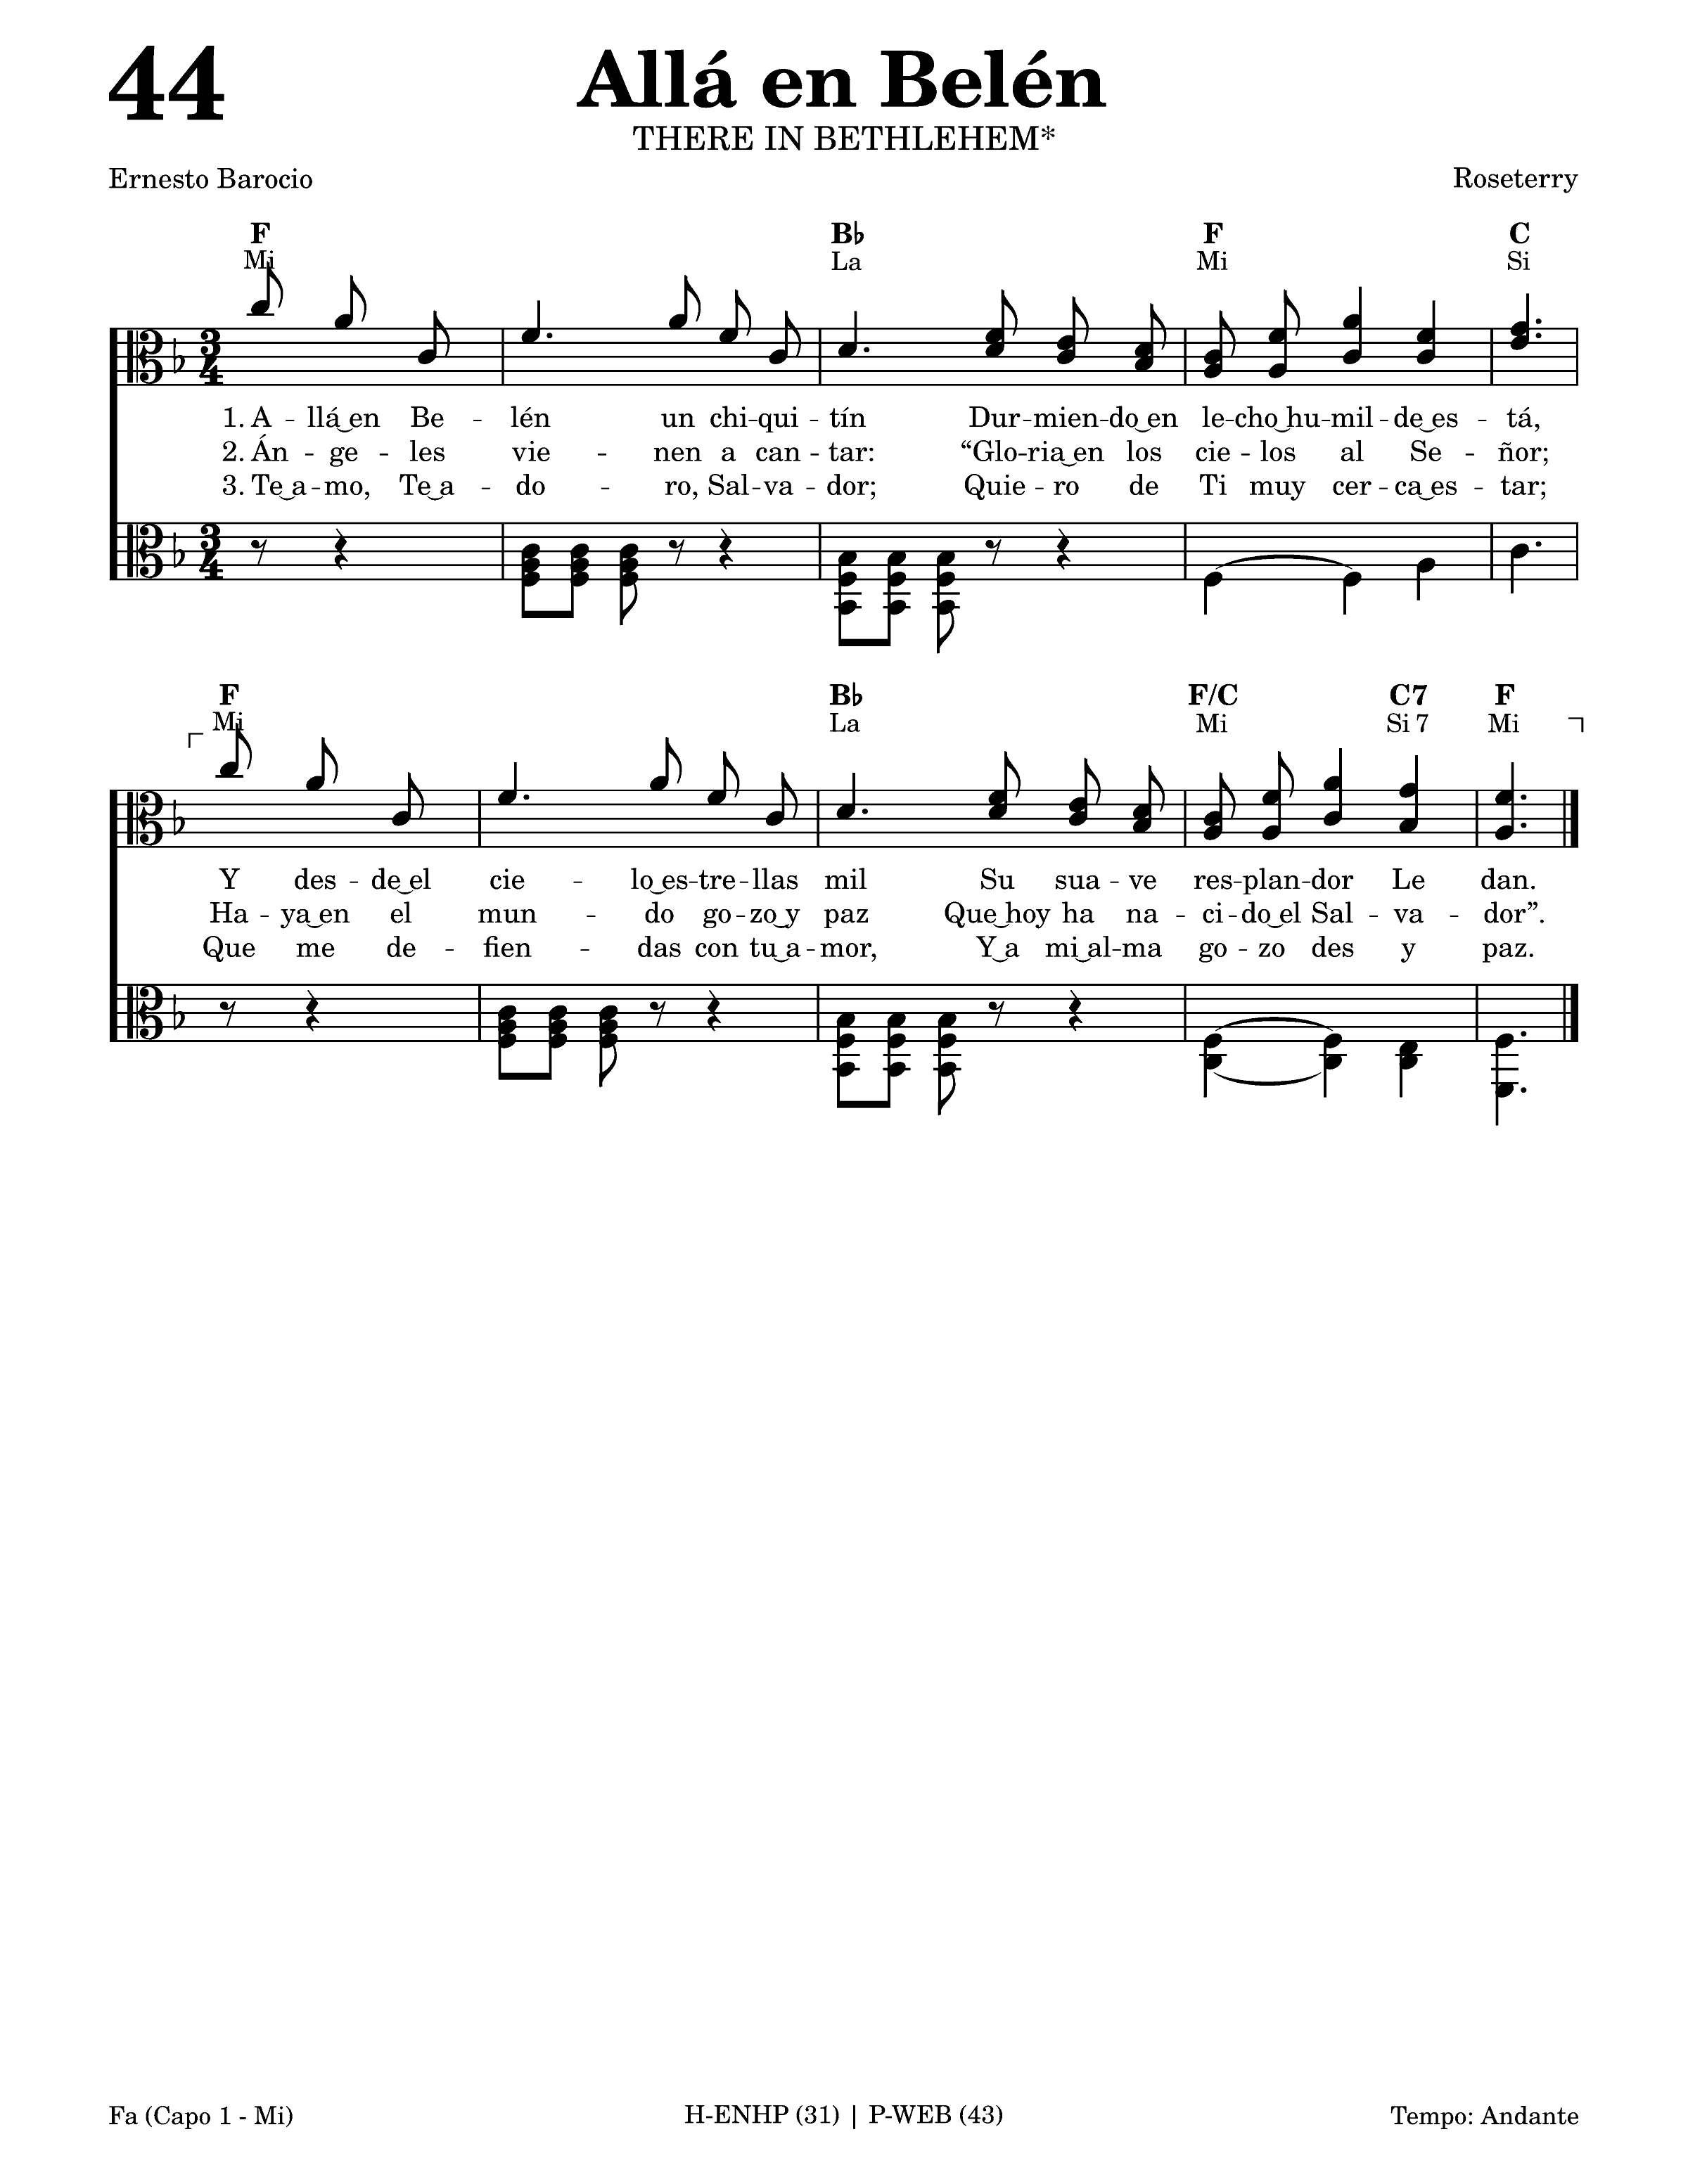 44
Allá en Belén
THERE IN BETHLEHEM*
Ernesto Barocio Roseterry
F B♭ F C
Mi La Mi Si
3 4
1. A - llá en Be - lén un chi - qui - tín Dur - mien - do en le - cho hu - mil - de es - tá,
2. Án - ge - les vie - nen a can - tar: “Glo - ria en los cie - los al Se - ñor;
3. Te a - mo, Te a - do - ro, Sal - va - dor; Quie - ro de Ti muy cer - ca es - tar;
3 4
F B♭ F/C C7 F
Mi La Mi Si 7 Mi
Y des - de el cie - lo es - tre - llas mil Su sua - ve res - plan - dor Le dan.
Ha - ya en el mun - do go - zo y paz Que hoy ha na - ci - do el Sal - va - dor”.
Que me de - fien - das con tu a - mor, Y a mi al - ma go - zo des y paz.
Fa (Capo 1 - Mi) H-ENHP (31) | P-WEB (43) Tempo: Andante